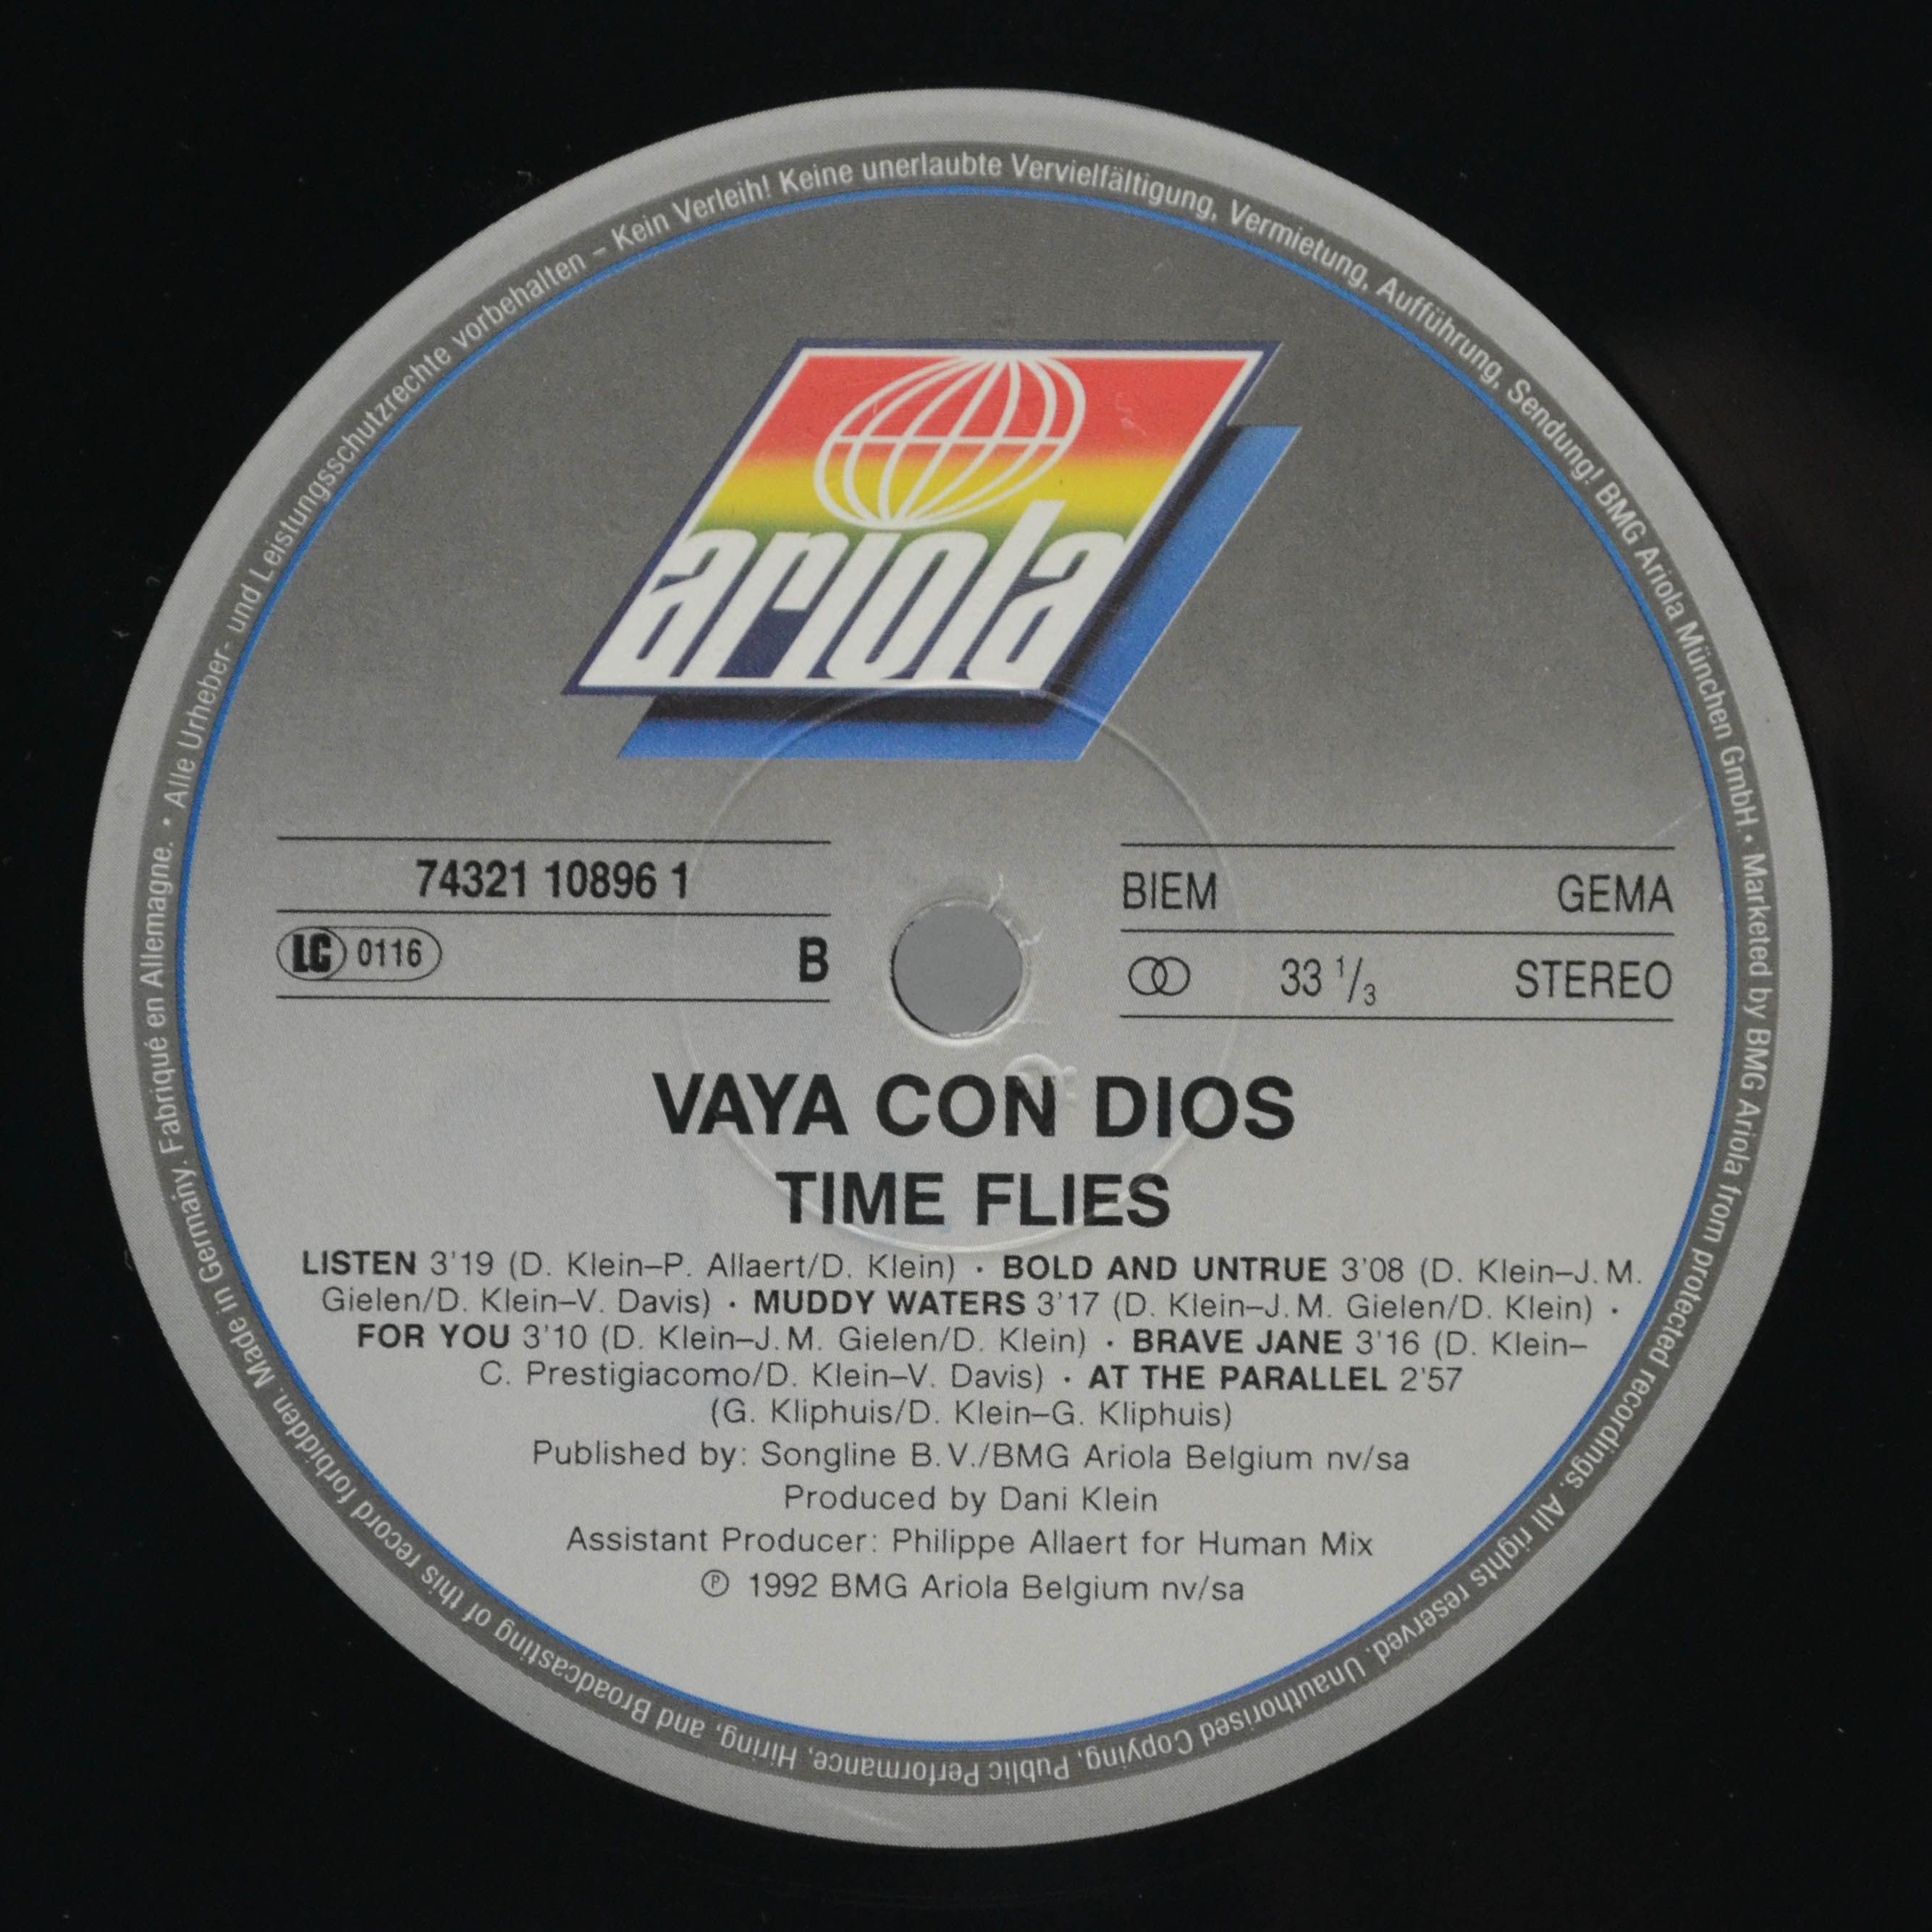 • Alle Urheber- und Leistungsschutzrechte vorbehalten – Kein Verleih! Keine unerlaubte Vervielfältigung, Vermietung, Aufführung, Sendung! BMG Ariola München GmbH. • Marketed by BMG Ariola from protected recordings. All rights reserved. Unauthorised Copying, Public Performance, Hiring, and Broadcasting of this record forbidden. Made in Germany. Fabriqué en Allemagne.
ariola
74321 10896 1
BIEM GEMA
LC 0116 B
33 1/3 STEREO
VAYA CON DIOS
TIME FLIES
LISTEN 3'19 (D. Klein–P. Allaert/D. Klein) · BOLD AND UNTRUE 3'08 (D. Klein–J. M.
Gielen/D. Klein–V. Davis) · MUDDY WATERS 3'17 (D. Klein–J. M. Gielen/D. Klein) ·
FOR YOU 3'10 (D. Klein–J. M. Gielen/D. Klein) · BRAVE JANE 3'16 (D. Klein–
C. Prestigiacomo/D. Klein–V. Davis) · AT THE PARALLEL 2'57
(G. Kliphuis/D. Klein–G. Kliphuis)
Published by: Songline B. V./BMG Ariola Belgium nv/sa
Produced by Dani Klein
Assistant Producer: Philippe Allaert for Human Mix
℗ 1992 BMG Ariola Belgium nv/sa